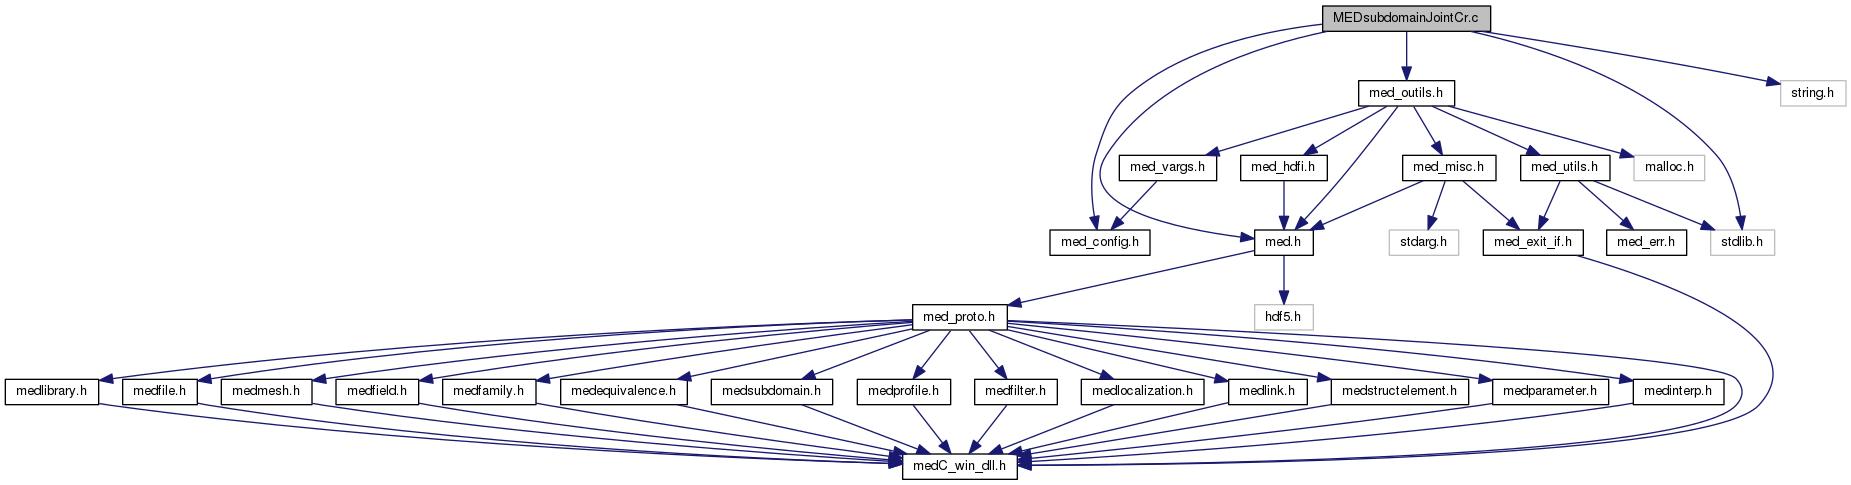 MEDsubdomainJointCr.c
med_outils.h
string.h
med_vargs.h
med_hdfi.h
med_misc.h
med_utils.h
malloc.h
med_config.h
med.h
stdarg.h
med_exit_if.h
med_err.h
stdlib.h
med_proto.h
hdf5.h
medlibrary.h
medfile.h
medmesh.h
medfield.h
medfamily.h
medequivalence.h
medsubdomain.h
medprofile.h
medfilter.h
medlocalization.h
medlink.h
medstructelement.h
medparameter.h
medinterp.h
medC_win_dll.h